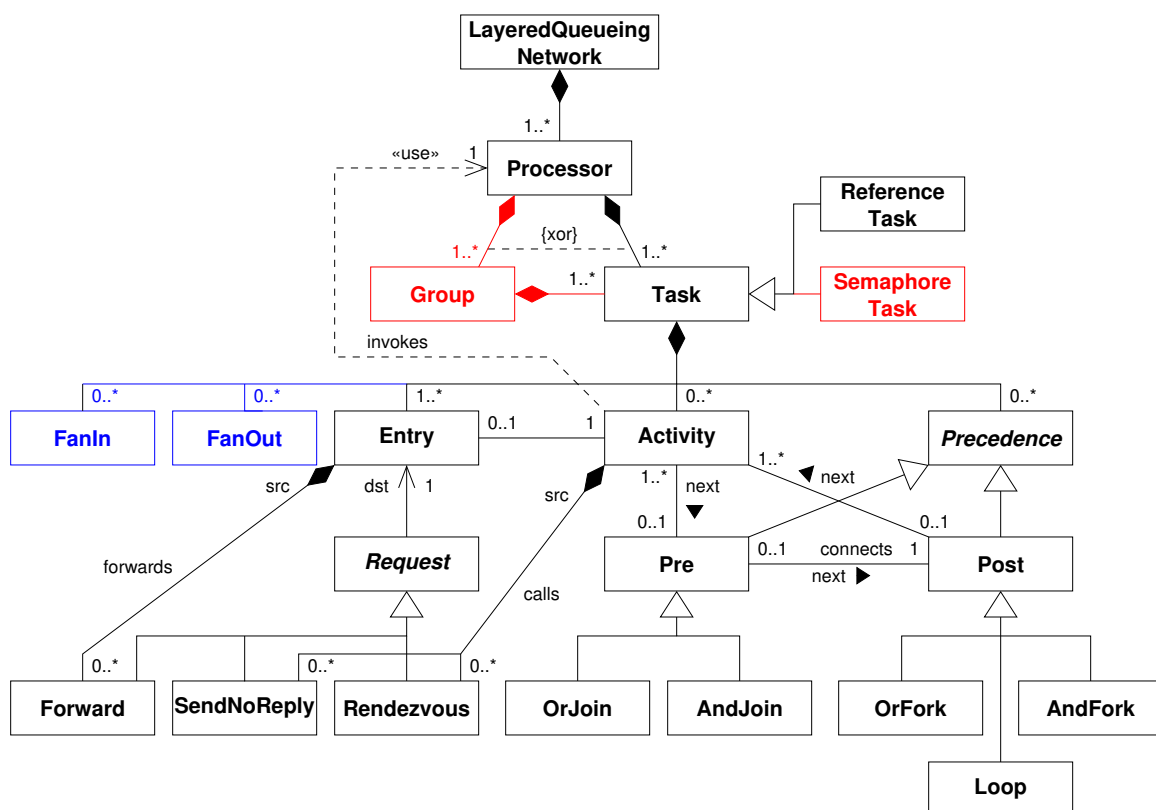 LayeredQueueing
Network
1..*
«use»
1
Processor
Reference
Task
{xor}
1..*
1..*
Group
1..*
Task
Semaphore
Task
invokes
0..*
0..*
1..*
0..*
0..*
FanIn
FanOut
Entry
0..1
1
Activity
Precedence
src
dst
1
src
1..*
next
1..*
next
0..1
0..1
Request
Pre
0..1
connects
1
next
Post
forwards
calls
0..*
0..*
0..*
Forward
SendNoReply
Rendezvous
OrJoin
AndJoin
OrFork
AndFork
Loop